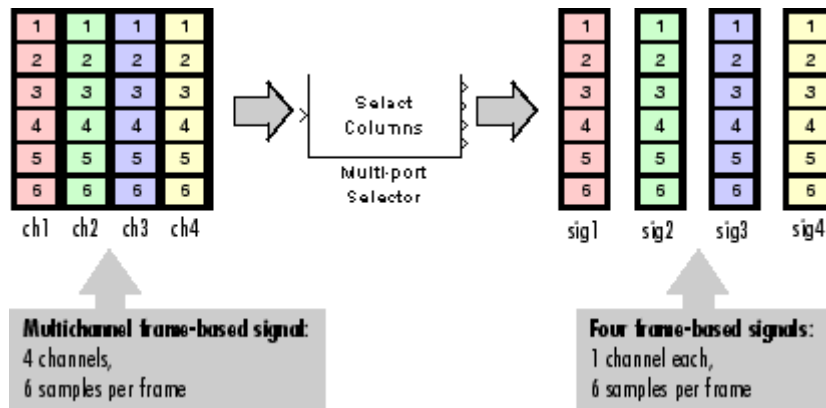 1 1 1 1
2 2 2 2
3 3 3 3
4 4 4 4
5 5 5 5
6 6 6 6
ch1 ch2 ch3 ch4
Select
Columns
Multi-port
Selector
1 1 1 1
2 2 2 2
3 3 3 3
4 4 4 4
5 5 5 5
6 6 6 6
sig1 sig2 sig3 sig4
Multichannel frame-based signal:
4 channels,
6 samples per frame
Four frame-based signals:
1 channel each,
6 samples per frame